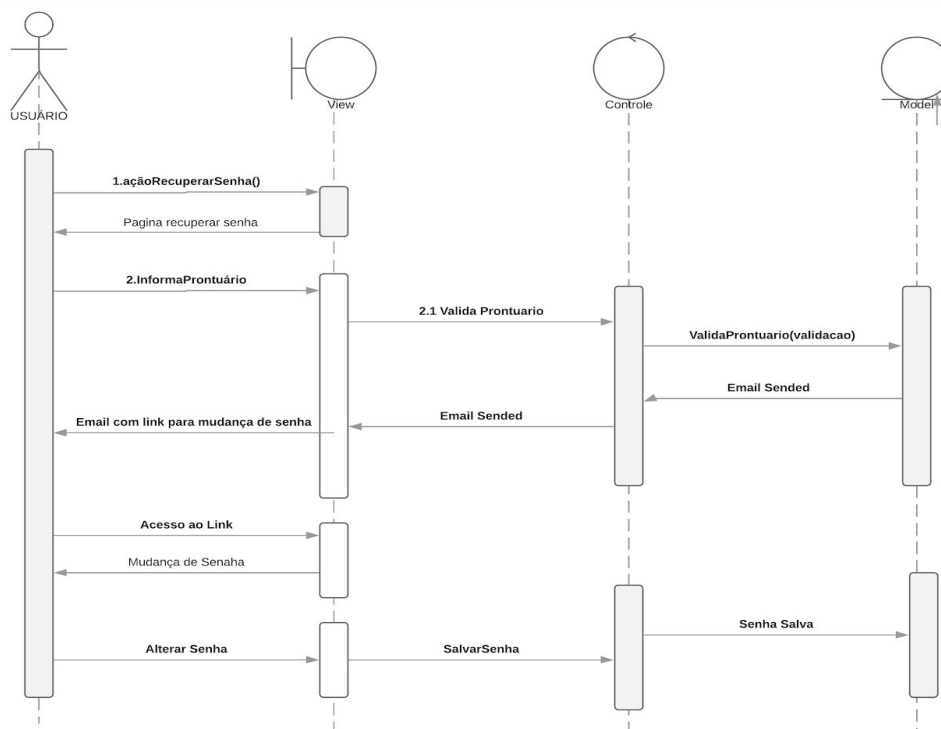 USUÁRIO
View
Controle
Model
1.açãoRecuperarSenha()
Pagina recuperar senha
2.InformaProntuário
2.1 Valida Prontuario
ValidaProntuario(validacao)
Email Sended
Email Sended
Email com link para mudança de senha
Acesso ao Link
Mudança de Senaha
Senha Salva
Alterar Senha
SalvarSenha